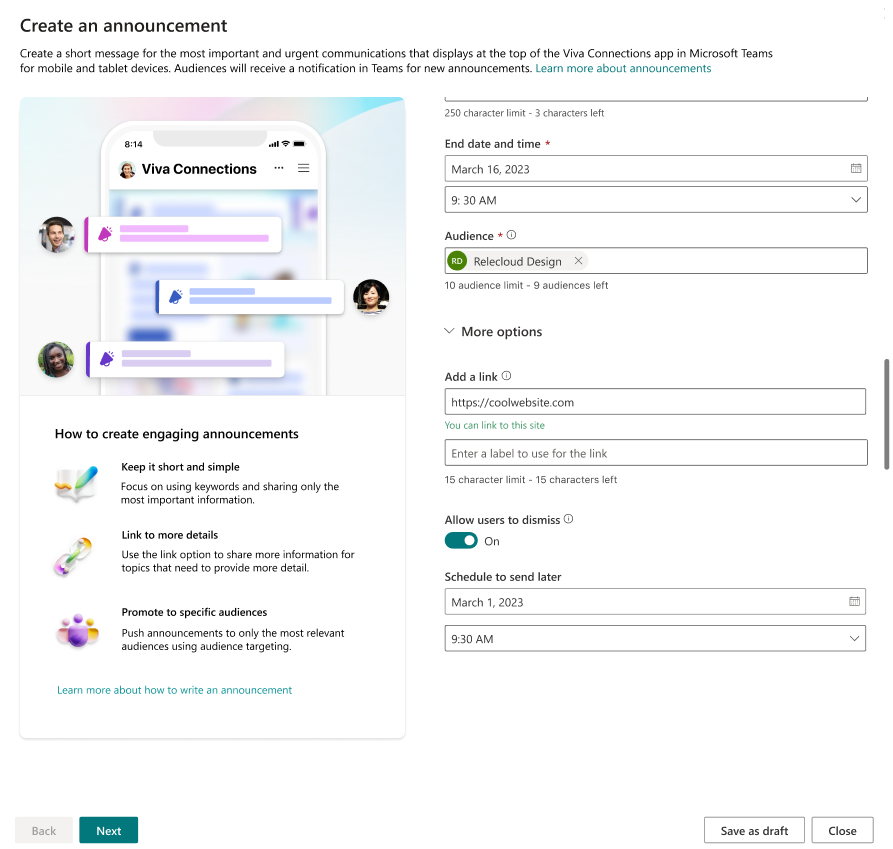 Create an announcement
Create a short message for the most important and urgent communications that displays at the top of the Viva Connections app in Microsoft Teams
for mobile and tablet devices. Audiences will receive a notification in Teams for new announcements. Learn more about announcements
8:14
Viva Connections
How to create engaging announcements
Keep it short and simple
Focus on using keywords and sharing only the
most important information.
Link to more details
Use the link option to share more information for
topics that need to provide more detail.
Promote to specific audiences
Push announcements to only the most relevant
audiences using audience targeting.
Learn more about how to write an announcement
250 character limit - 3 characters left
End date and time *
March 16, 2023
9: 30 AM
Audience *
RD Relecloud Design
10 audience limit - 9 audiences left
More options
Add a link
https://coolwebsite.com
You can link to this site
Enter a label to use for the link
15 character limit - 15 characters left
Allow users to dismiss
On
Schedule to send later
March 1, 2023
9:30 AM
Back
Next
Save as draft
Close